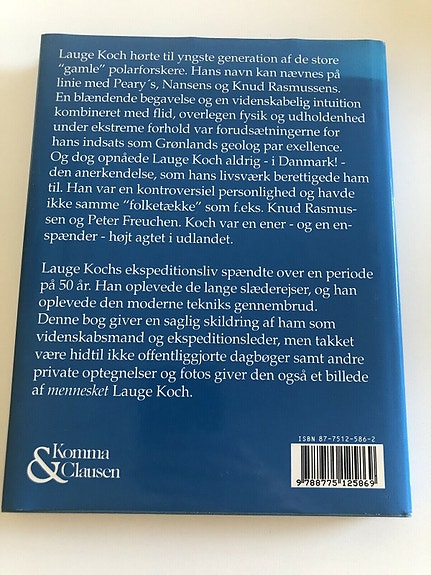 Lauge Koch hørte til yngste generation af de store
“gamle” polarforskere. Hans navn kan nævnes på
linie med Peary´s, Nansens og Knud Rasmussens.
En blændende begavelse og en videnskabelig intuition
kombineret med flid, overlegen fysik og udholdenhed
under ekstreme forhold var forudsætningerne for
hans indsats som Grønlands geolog par exellence.
Og dog opnåede Lauge Koch aldrig - i Danmark! -
den anerkendelse, som hans livsværk berettigede ham
til. Han var en kontroversiel personlighed og havde
ikke samme “folketække” som f.eks. Knud Rasmus-
sen og Peter Freuchen. Koch var en ener - og en en-
spænder - højt agtet i udlandet.
Lauge Kochs ekspeditionsliv spændte over en periode
på 50 år. Han oplevede de lange slæderejser, og han
oplevede den moderne tekniks gennembrud.
Denne bog giver en saglig skildring af ham som
videnskabsmand og ekspeditionsleder, men takket
være hidtil ikke offentliggjorte dagbøger samt andre
private optegnelser og fotos giver den også et billede
af mennesket Lauge Koch.
ISBN 87-7512-586-2
9 788775 125869
Komma
& Clausen